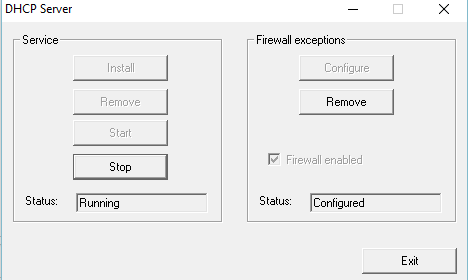 DHCP Server
Service
Install
Remove
Start
Stop
Status:
Running
Firewall exceptions
Configure
Remove
Firewall enabled
Status:
Configured
Exit